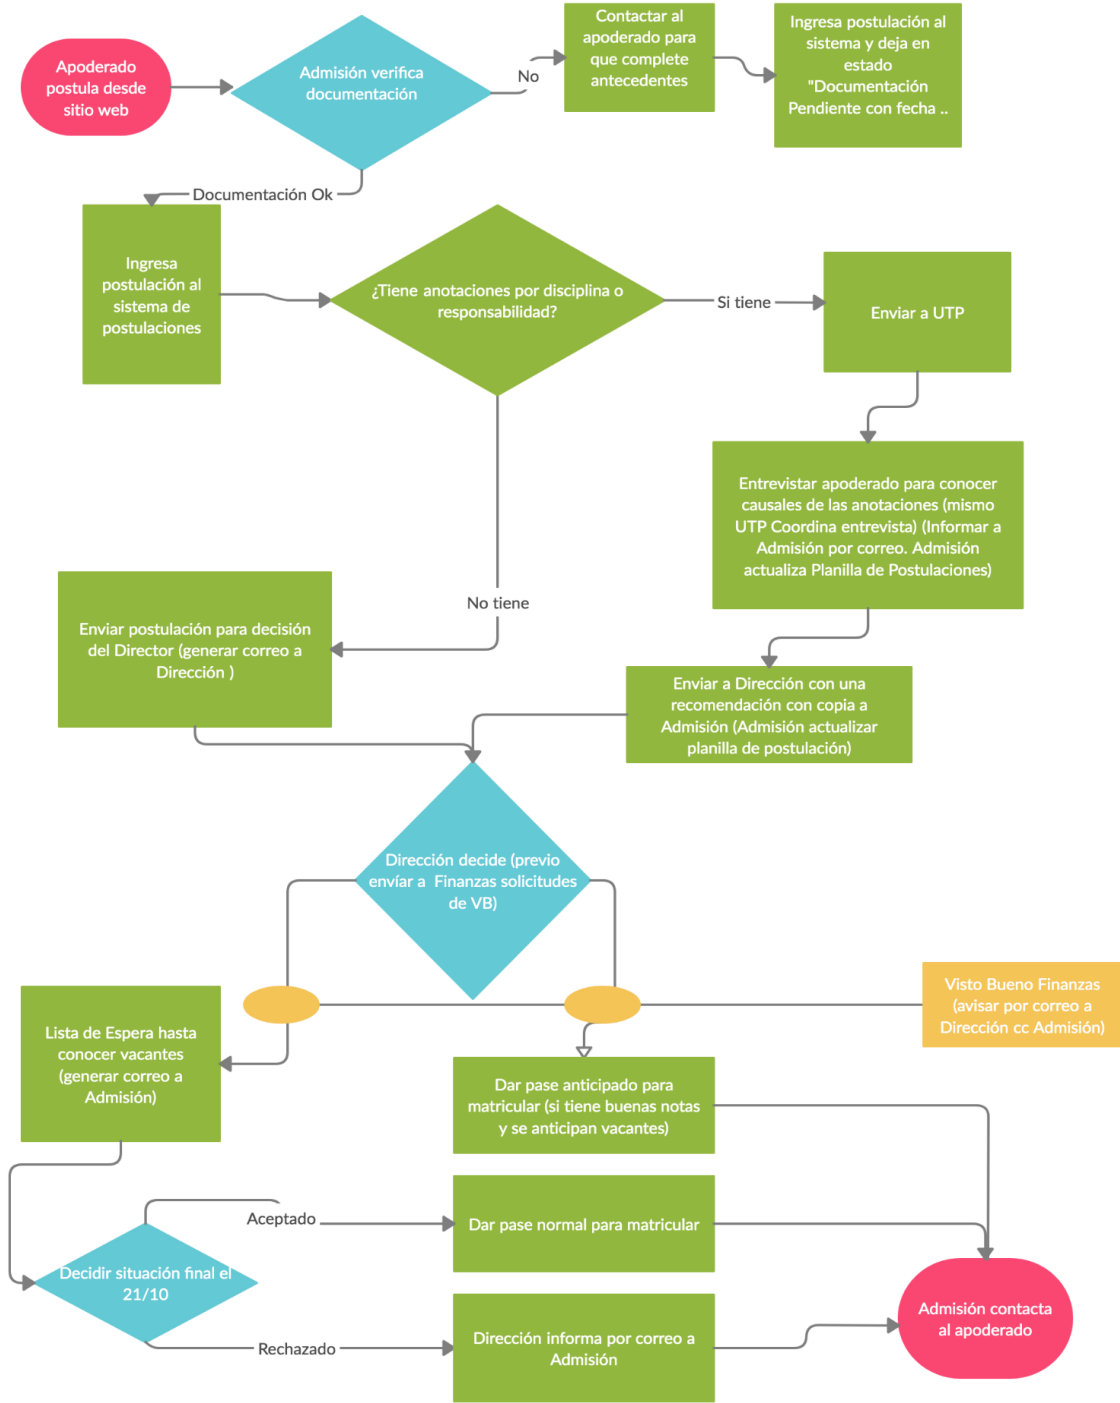 Apoderado
postula desde
sitio web
Admisión verifica
documentación
No
Contactar al
apoderado para
que complete
antecedentes
Ingresa postulación al
sistema y deja en
estado
"Documentación
Pendiente con fecha ..
Documentación Ok
Ingresa
postulación al
sistema de
postulaciones
¿Tiene anotaciones por disciplina o
responsabilidad?
Si tiene
Enviar a UTP
Entrevistar apoderado para conocer
causales de las anotaciones (mismo
UTP Coordina entrevista) (Informar a
Admisión por correo. Admisión
actualiza Planilla de Postulaciones)
No tiene
Enviar postulación para decisión
del Director (generar correo a
Dirección )
Enviar a Dirección con una
recomendación con copia a
Admisión (Admisión actualizar
planilla de postulación)
Dirección decide (previo
envíar a  Finanzas solicitudes
de VB)
Visto Bueno Finanzas
(avisar por correo a
Dirección cc Admisión)
Lista de Espera hasta
conocer vacantes
(generar correo a
Admisión)
Dar pase anticipado para
matricular (si tiene buenas notas
y se anticipan vacantes)
Aceptado
Dar pase normal para matricular
Decidir situación final el
21/10
Rechazado
Dirección informa por correo a
Admisión
Admisión contacta
al apoderado